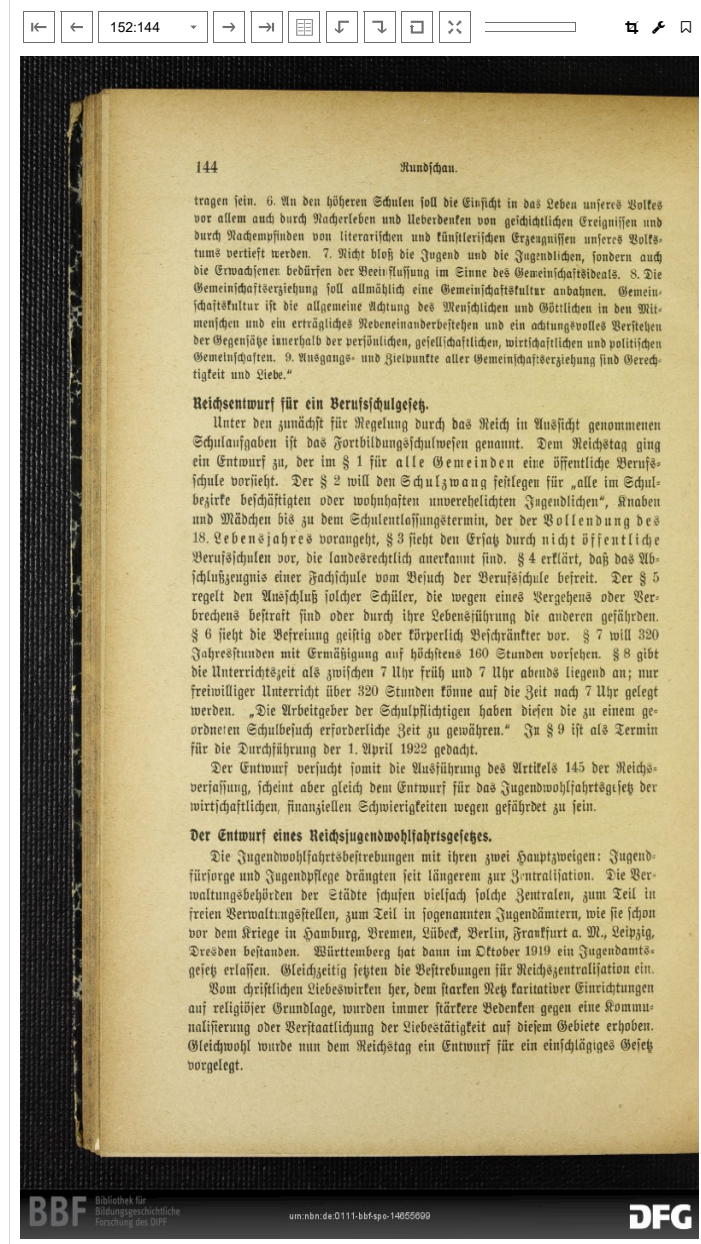 152:144
144
Rundschau.
tragen sein. 6. An den höheren Schulen soll die Einsicht in das Leben unseres Volkes
vor allem auch durch Nacherleben und Ueberdenken von geschichtlichen Ereignissen und
durch Nachempfinden von literarischen und künstlerischen Erzeugnissen unseres Volks-
tums vertieft werden. 7. Nicht bloß die Jugend und die Jugendlichen, sondern auch
die Erwachsenen bedürfen der Beeinflussung im Sinne des Gemeinschaftsideals. 8. Die
Gemeinschaftserziehung soll allmählich eine Gemeinschaftskultur anbahnen. Gemein-
schaftskultur ist die allgemeine Achtung des Menschlichen und Göttlichen in den Mit-
menschen und ein erträgliches Nebeneinanderbestehen und ein achtungsvolles Verstehen
der Gegensätze innerhalb der persönlichen, gesellschaftlichen, wirtschaftlichen und politischen
Gemeinschaften. 9. Ausgangs- und Zielpunkte aller Gemeinschaftserziehung sind Gerech-
tigkeit und Liebe.“
Reichsentwurf für ein Berufsschulgesetz.
Unter den zunächst für Regelung durch das Reich in Aussicht genommenen
Schulaufgaben ist das Fortbildungsschulwesen genannt. Dem Reichstag ging
ein Entwurf zu, der im § 1 für alle Gemeinden eine öffentliche Berufs-
schule vorsieht. Der § 2 will den Schulzwang festlegen für „alle im Schul-
bezirke beschäftigten oder wohnhaften unverehelichten Jugendlichen“, Knaben
und Mädchen bis zu dem Schulentlassungstermin, der der Vollendung des
18. Lebensjahres vorangeht, § 3 sieht den Ersatz durch nicht öffentliche
Berufsschulen vor, die landesrechtlich anerkannt sind. § 4 erklärt, daß das Ab-
schlußzeugnis einer Fachschule vom Besuch der Berufsschule befreit. Der § 5
regelt den Ausschluß solcher Schüler, die wegen eines Vergehens oder Ver-
brechens bestraft sind oder durch ihre Lebensführung die anderen gefährden.
§ 6 sieht die Befreiung geistig oder körperlich Beschränkter vor. § 7 will 320
Jahresstunden mit Ermäßigung auf höchstens 160 Stunden vorsehen. § 8 gibt
die Unterrichtszeit als zwischen 7 Uhr früh und 7 Uhr abends liegend an; nur
freiwilliger Unterricht über 320 Stunden könne auf die Zeit nach 7 Uhr gelegt
werden. „Die Arbeitgeber der Schulpflichtigen haben diesen die zu einem ge-
ordneten Schulbesuch erforderliche Zeit zu gewähren.“ In § 9 ist als Termin
für die Durchführung der 1. April 1922 gedacht.
Der Entwurf versucht somit die Ausführung des Artikels 145 der Reichs-
verfassung, scheint aber gleich dem Entwurf für das Jugendwohlfahrtsgesetz der
wirtschaftlichen, finanziellen Schwierigkeiten wegen gefährdet zu sein.
Der Entwurf eines Reichsjugendwohlfahrtsgesetzes.
Die Jugendwohlfahrtsbestrebungen mit ihren zwei Hauptzweigen: Jugend-
fürsorge und Jugendpflege drängten seit längerem zur Zentralisation. Die Ver-
waltungsbehörden der Städte schufen vielfach solche Zentralen, zum Teil in
freien Verwaltungsstellen, zum Teil in sogenannten Jugendämtern, wie sie schon
vor dem Kriege in Hamburg, Bremen, Lübeck, Berlin, Frankfurt a. M., Leipzig,
Dresden bestanden. Württemberg hat dann im Oktober 1919 ein Jugendamts-
gesetz erlassen. Gleichzeitig setzten die Bestrebungen für Reichszentralisation ein.
Vom christlichen Liebeswirken her, dem starken Netz karitativer Einrichtungen
auf religiöser Grundlage, wurden immer stärkere Bedenken gegen eine Kommu-
nalisierung oder Verstaatlichung der Liebestätigkeit auf diesem Gebiete erhoben.
Gleichwohl wurde nun dem Reichstag ein Entwurf für ein einschlägiges Gesetz
vorgelegt.
BBF Bibliothek für
Bildungsgeschichtliche
Forschung des DIPF
urn:nbn:de:0111-bbf-spo-14655699
DFG